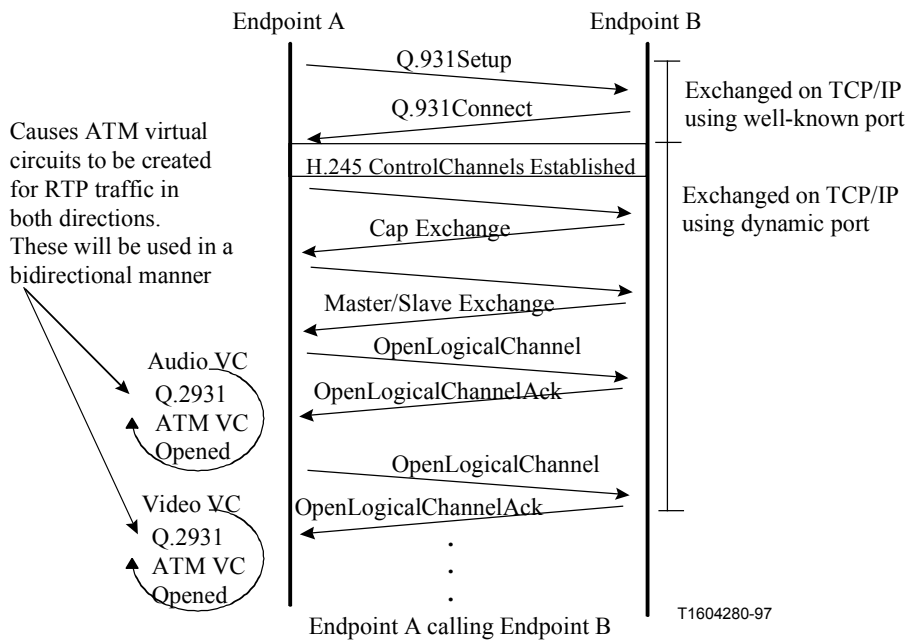 Endpoint A
Endpoint B
Q.931Setup
Q.931Connect
Exchanged on TCP/IP
using well-known port
Causes ATM virtual
circuits to be created
for RTP traffic in
both directions.
These will be used in a
bidirectional manner
H.245 ControlChannels Established
Exchanged on TCP/IP
using dynamic port
Cap Exchange
Master/Slave Exchange
OpenLogicalChannel
Audio VC
Q.2931
ATM VC
Opened
OpenLogicalChannelAck
OpenLogicalChannel
OpenLogicalChannelAck
Video VC
Q.2931
ATM VC
Opened
T1604280-97
Endpoint A calling Endpoint B